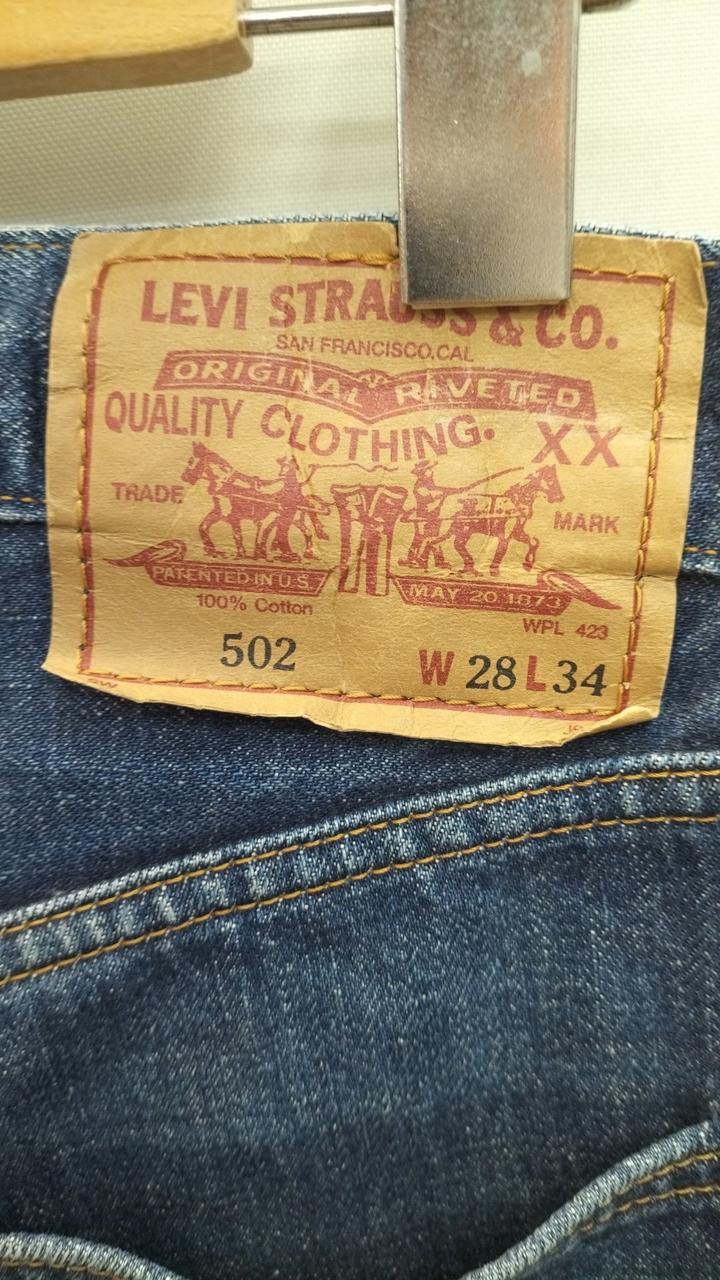 LEVI STRAUSS & CO.
SAN FRANCISCO.CAL
ORIGINAL RIVETED
QUALITY CLOTHING. XX
TRADE MARK
PATENTED IN U.S. MAY 20 1873
100% Cotton
WPL 423
502 W 28 L 34